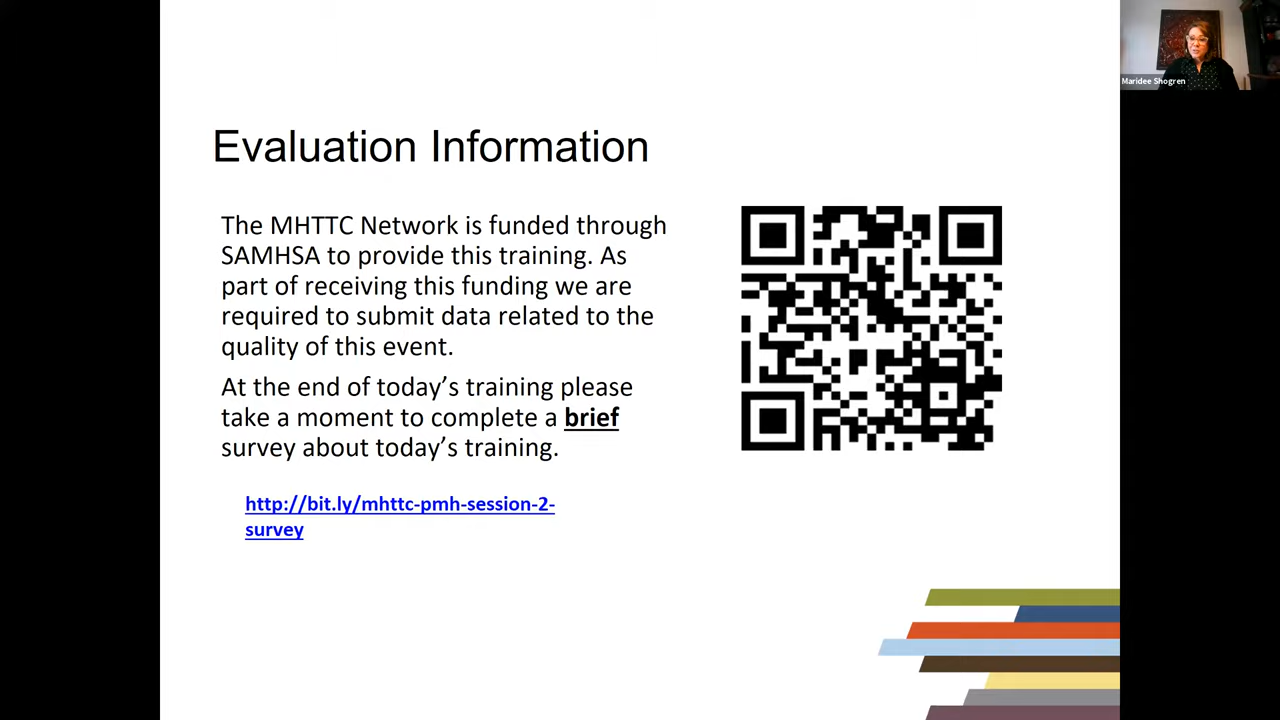 Maridee Shogren
Evaluation Information
The MHTTC Network is funded through
SAMHSA to provide this training. As
part of receiving this funding we are
required to submit data related to the
quality of this event.
At the end of today’s training please
take a moment to complete a brief
survey about today’s training.
http://bit.ly/mhttc-pmh-session-2-
survey